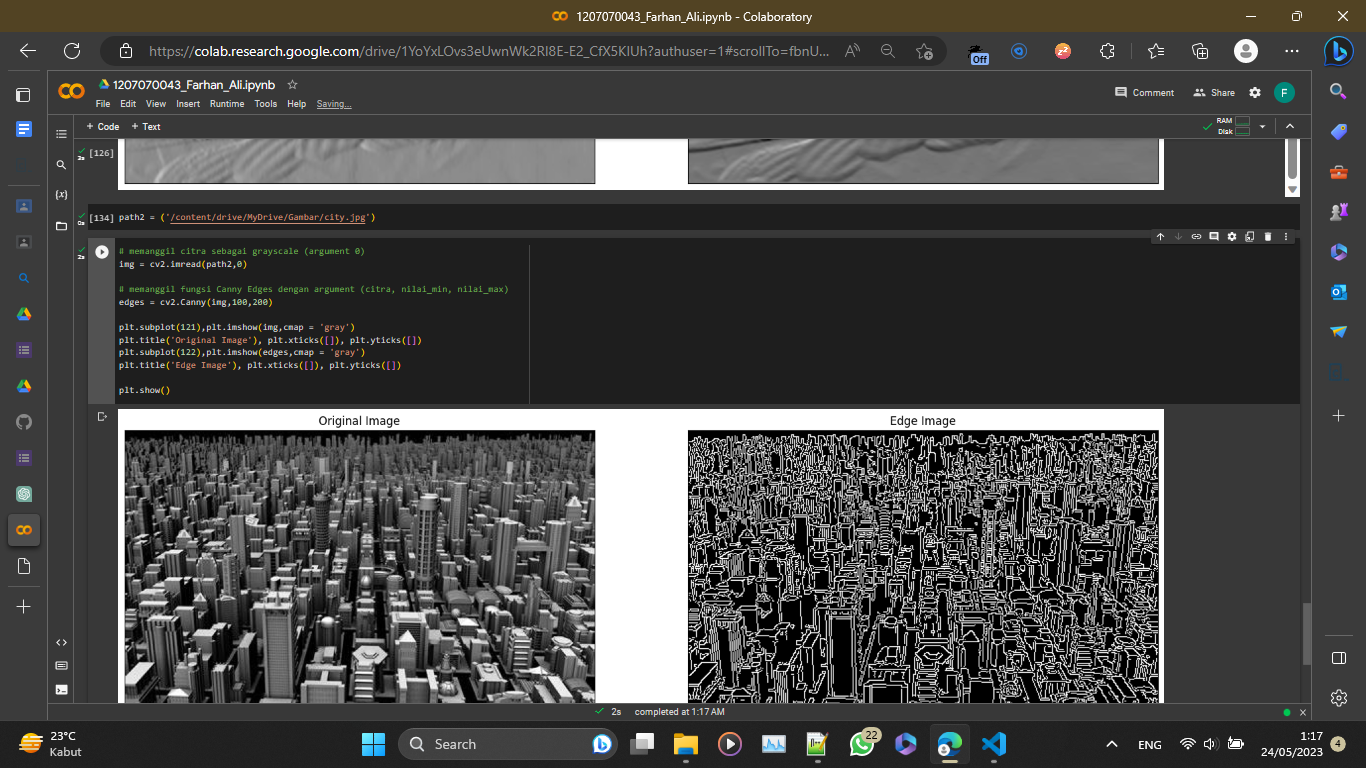 1207070043_Farhan_Ali.ipynb - Colaboratory
https://colab.research.google.com/drive/1YoYxLOvs3eUwnWk2Rl8E-E2_CfX5KIUh?authuser=1#scrollTo=fbnU...
Off
1207070043_Farhan_Ali.ipynb
File Edit View Insert Runtime Tools Help Saving...
Comment
Share
F
+ Code + Text
RAM
Disk
2s
[126]
0s
[134]
path2 = ('/content/drive/MyDrive/Gambar/city.jpg')
2s
# memanggil citra sebagai grayscale (argument 0)
img = cv2.imread(path2,0)
# memanggil fungsi Canny Edges dengan argument (citra, nilai_min, nilai_max)
edges = cv2.Canny(img,100,200)
plt.subplot(121),plt.imshow(img,cmap = 'gray')
plt.title('Original Image'), plt.xticks([]), plt.yticks([])
plt.subplot(122),plt.imshow(edges,cmap = 'gray')
plt.title('Edge Image'), plt.xticks([]), plt.yticks([])
plt.show()
Original Image
Edge Image
2s completed at 1:17 AM
23°C
Kabut
Search
22
ENG
1:17
24/05/2023
4